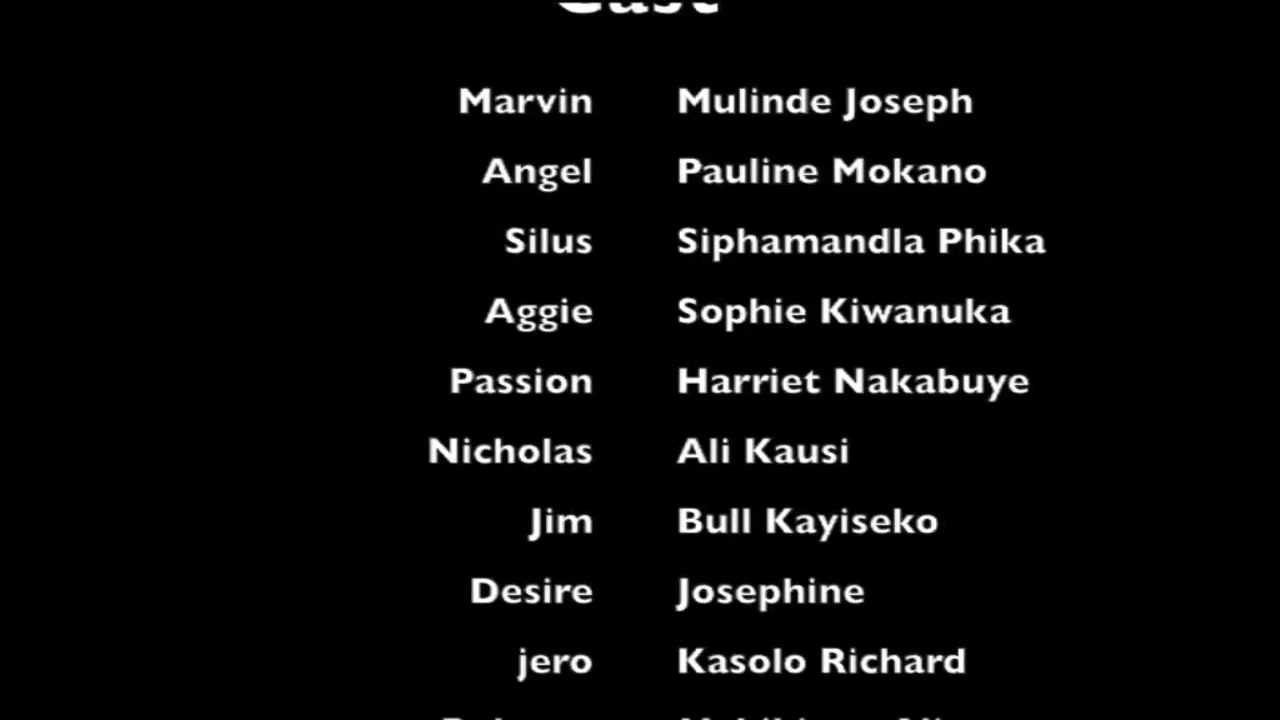 Cast
Marvin Mulinde Joseph
Angel Pauline Mokano
Silus Siphamandla Phika
Aggie Sophie Kiwanuka
Passion Harriet Nakabuye
Nicholas Ali Kausi
Jim Bull Kayiseko
Desire Josephine
jero Kasolo Richard